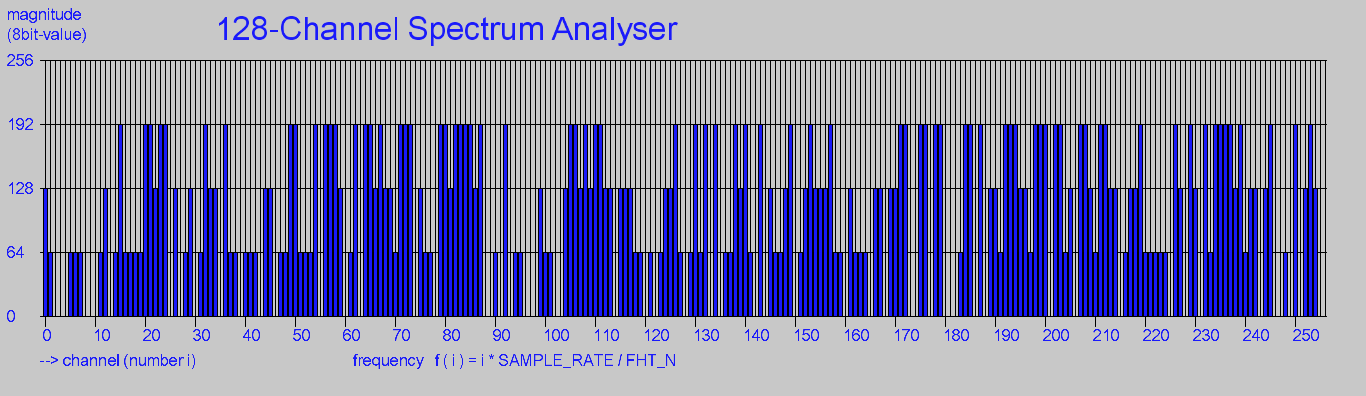 magnitude
(8bit-value)
128-Channel Spectrum Analyser
256
192
128
64
0
0 10 20 30 40 50 60 70 80 90 100 110 120 130 140 150 160 170 180 190 200 210 220 230 240 250
--> channel (number i) frequency f ( i ) = i * SAMPLE_RATE / FHT_N